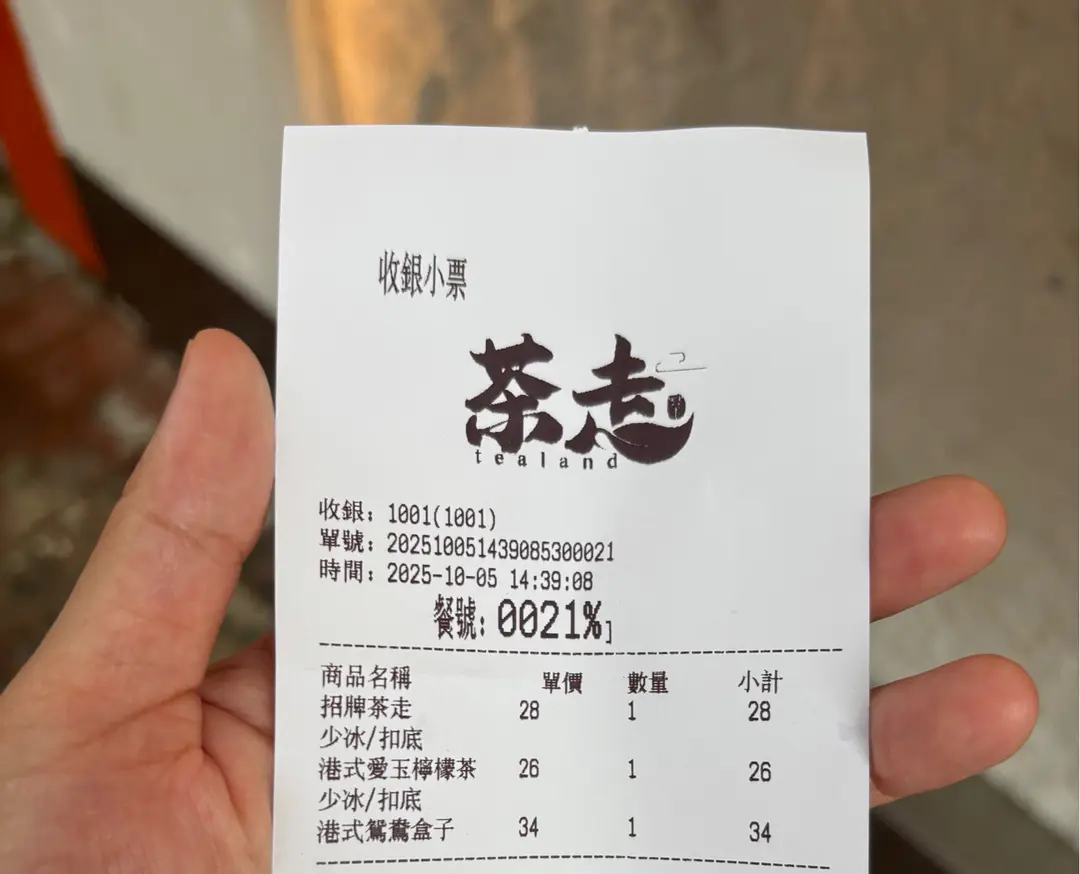 收銀小票
茶走
tealand
收銀：1001(1001)
單號：202510051439085300021
時間：2025-10-05 14:39:08
餐號：0021%]
商品名稱 單價 數量 小計
招牌茶走 28 1 28
少冰/扣底
港式愛玉檸檬茶 26 1 26
少冰/扣底
港式鴛鴦盒子 34 1 34